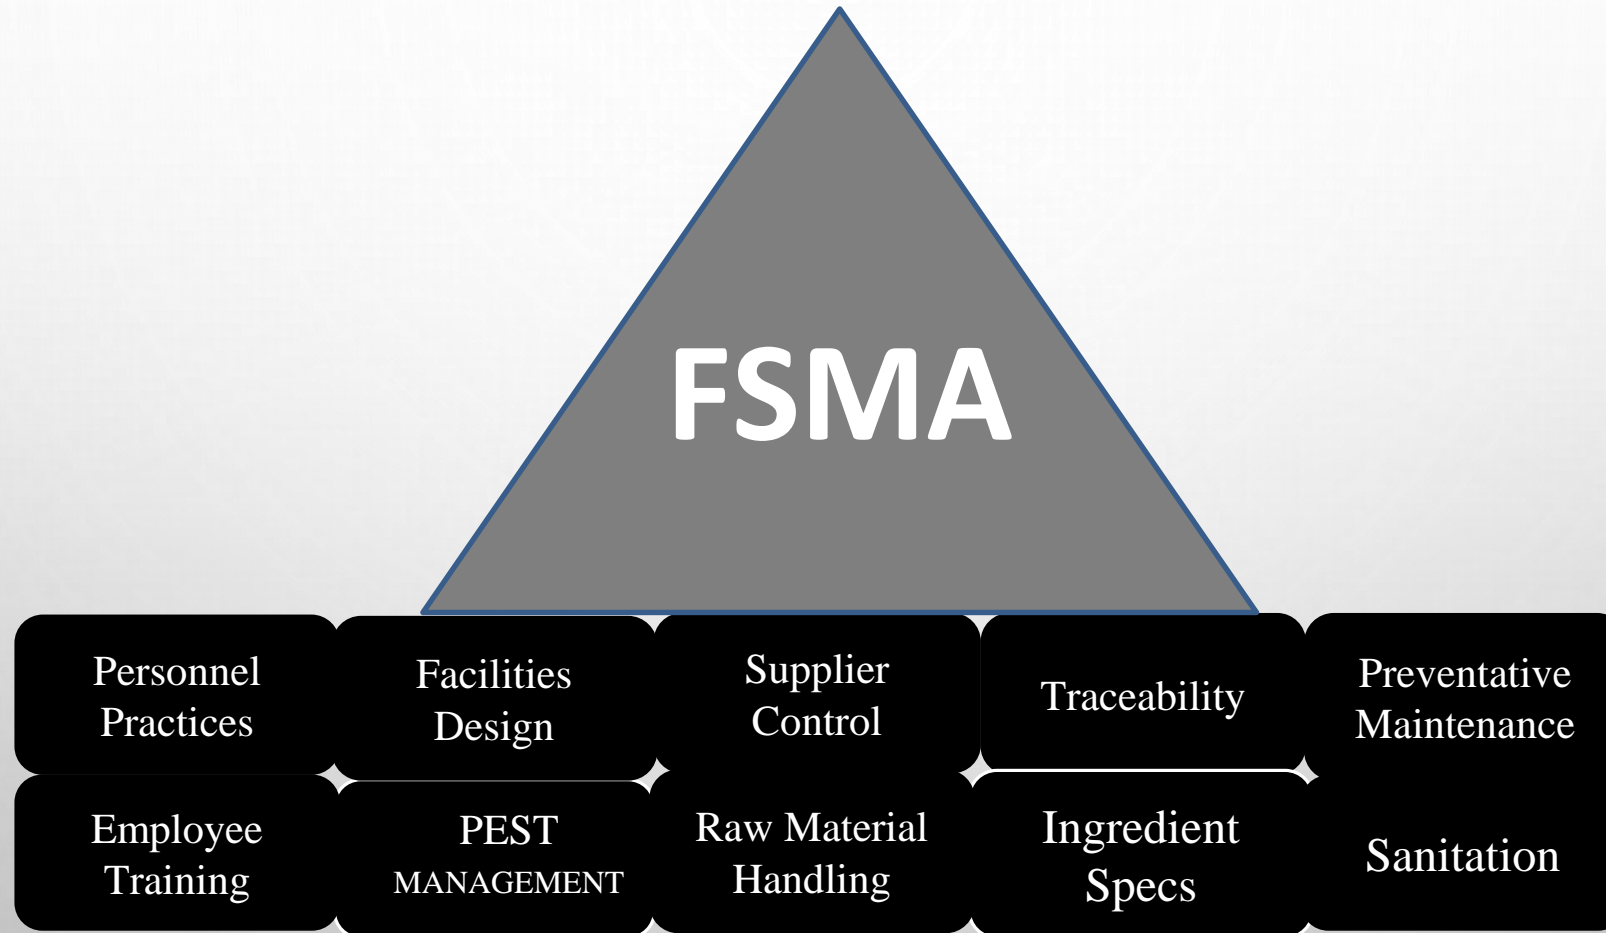 FSMA
Personnel
Practices
Facilities
Design
Supplier
Control
Traceability
Preventative
Maintenance
Employee
Training
PEST
MANAGEMENT
Raw Material
Handling
Ingredient
Specs
Sanitation